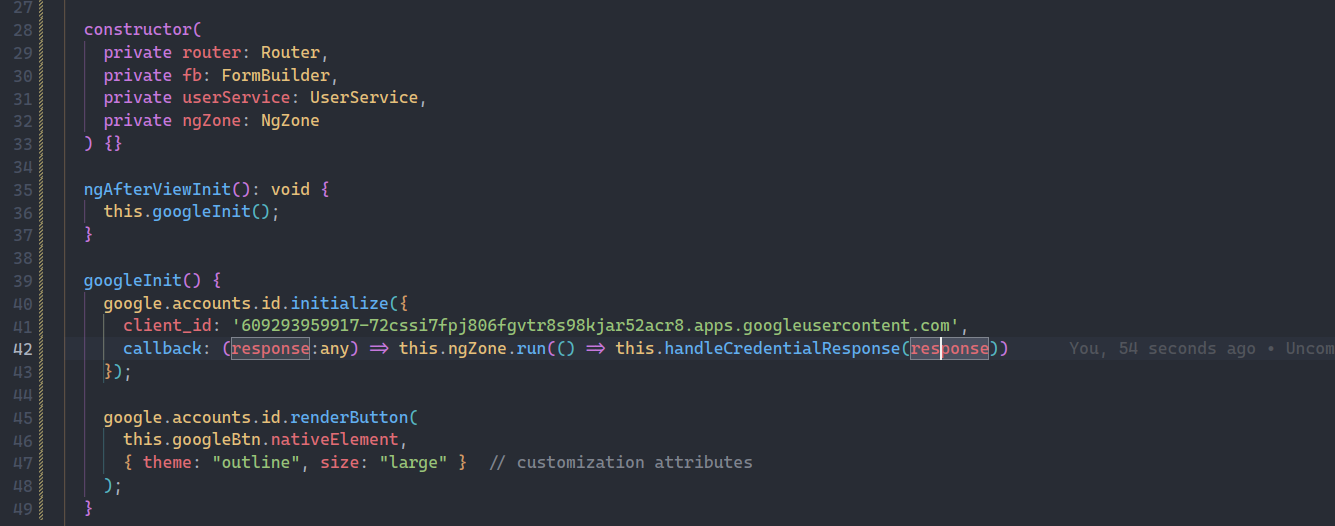 27
28 constructor(
29 private router: Router,
30 private fb: FormBuilder,
31 private userService: UserService,
32 private ngZone: NgZone
33 ) {}
34
35 ngAfterViewInit(): void {
36 this.googleInit();
37 }
38
39 googleInit() {
40 google.accounts.id.initialize({
41 client_id: '609293959917-72cssi7fpj806fgvtr8s98kjar52acr8.apps.googleusercontent.com',
42 callback: (response:any) => this.ngZone.run(() => this.handleCredentialResponse(response)) You, 54 seconds ago • Uncom
43 });
44
45 google.accounts.id.renderButton(
46 this.googleBtn.nativeElement,
47 { theme: "outline", size: "large" } // customization attributes
48 );
49 }